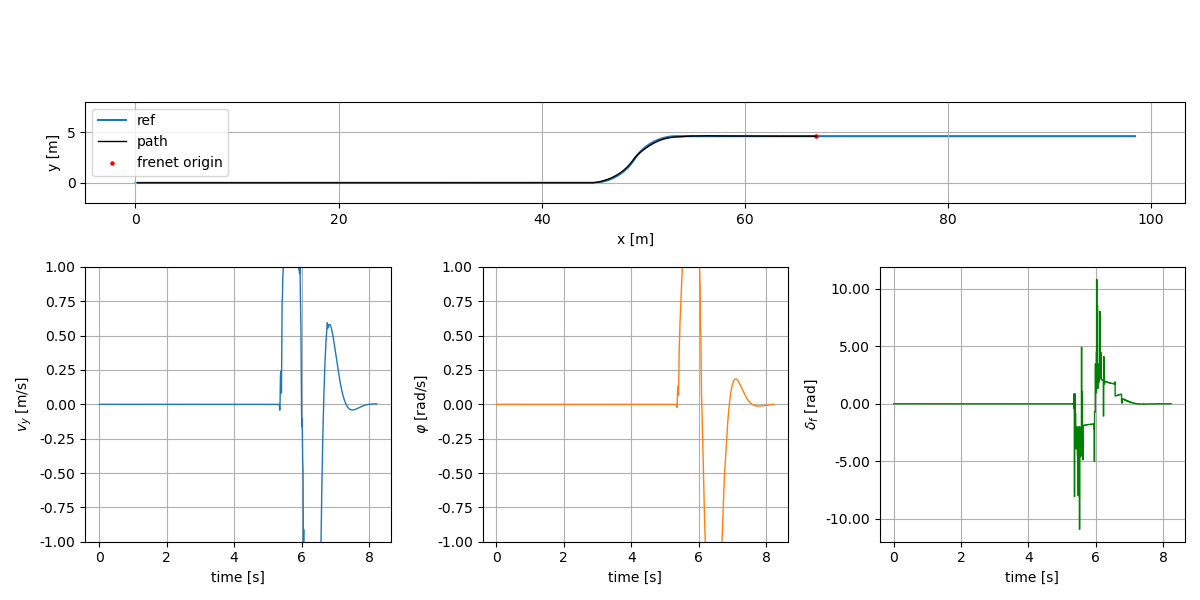 ref
path
frenet origin
5
0
y [m]
0 20 40 60 80 100
x [m]
1.00
0.75
0.50
0.25
0.00
-0.25
-0.50
-0.75
-1.00
v_y [m/s]
0 2 4 6 8
time [s]
1.00
0.75
0.50
0.25
0.00
-0.25
-0.50
-0.75
-1.00
φ [rad/s]
0 2 4 6 8
time [s]
10.00
5.00
0.00
-5.00
-10.00
δ_f [rad]
0 2 4 6 8
time [s]